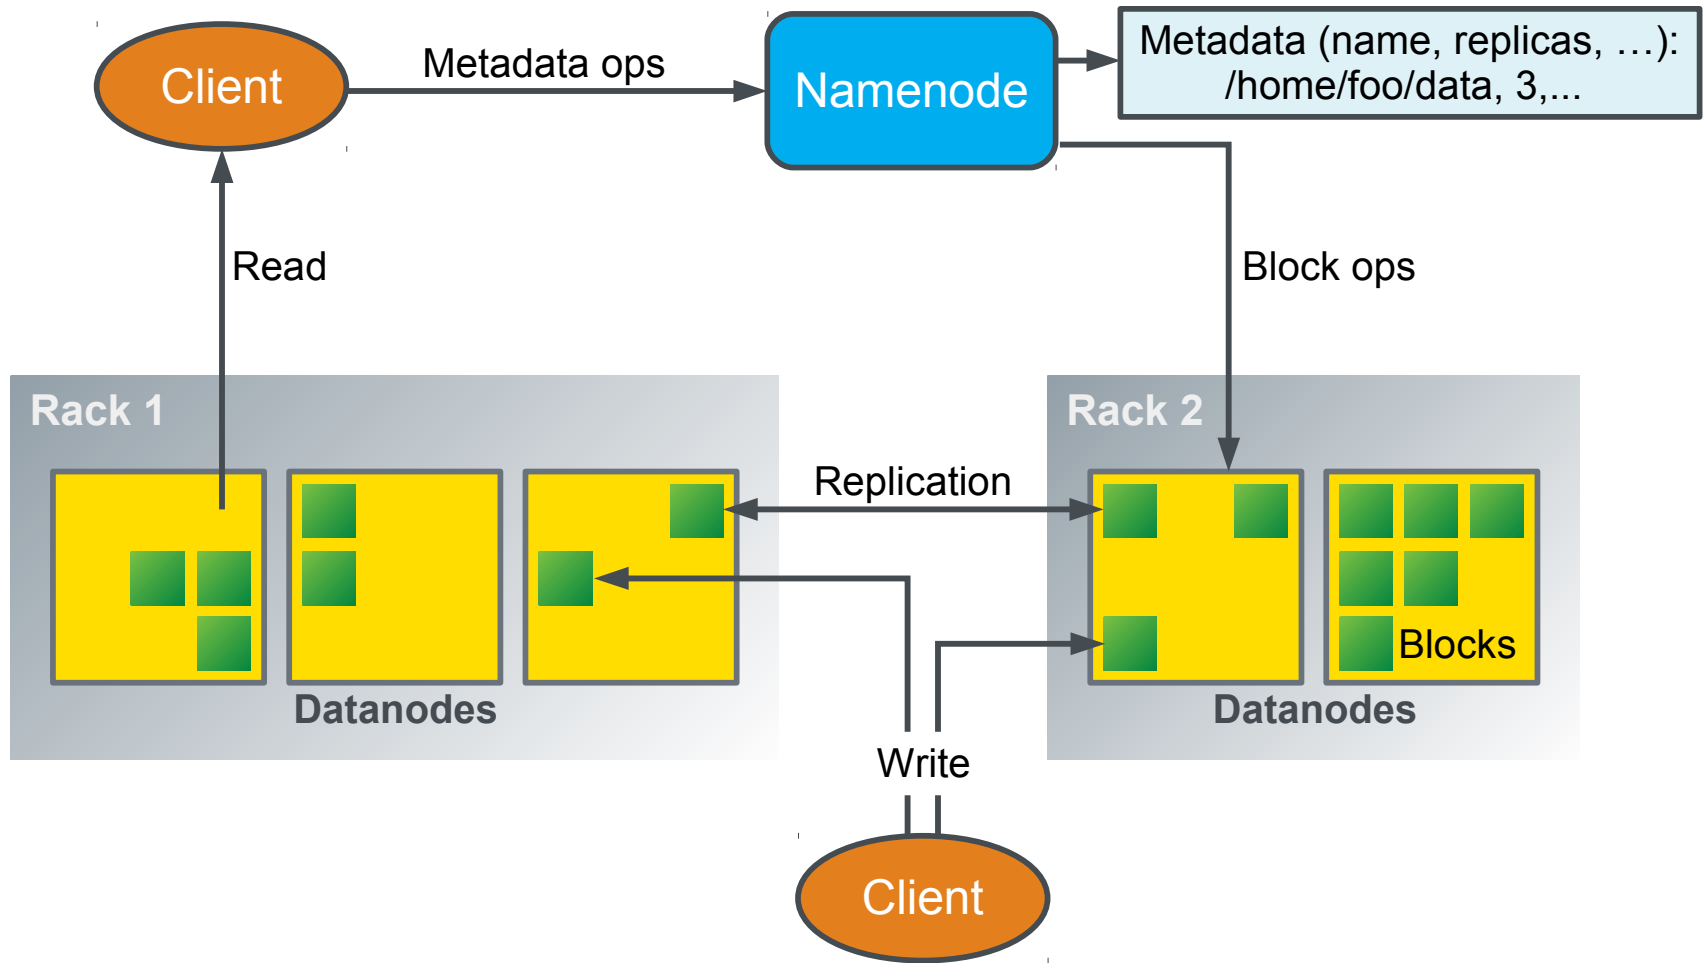 Client
Metadata ops
Namenode
Metadata (name, replicas, …):
/home/foo/data, 3,...
Read
Block ops
Rack 1
Rack 2
Replication
Blocks
Datanodes
Datanodes
Write
Client